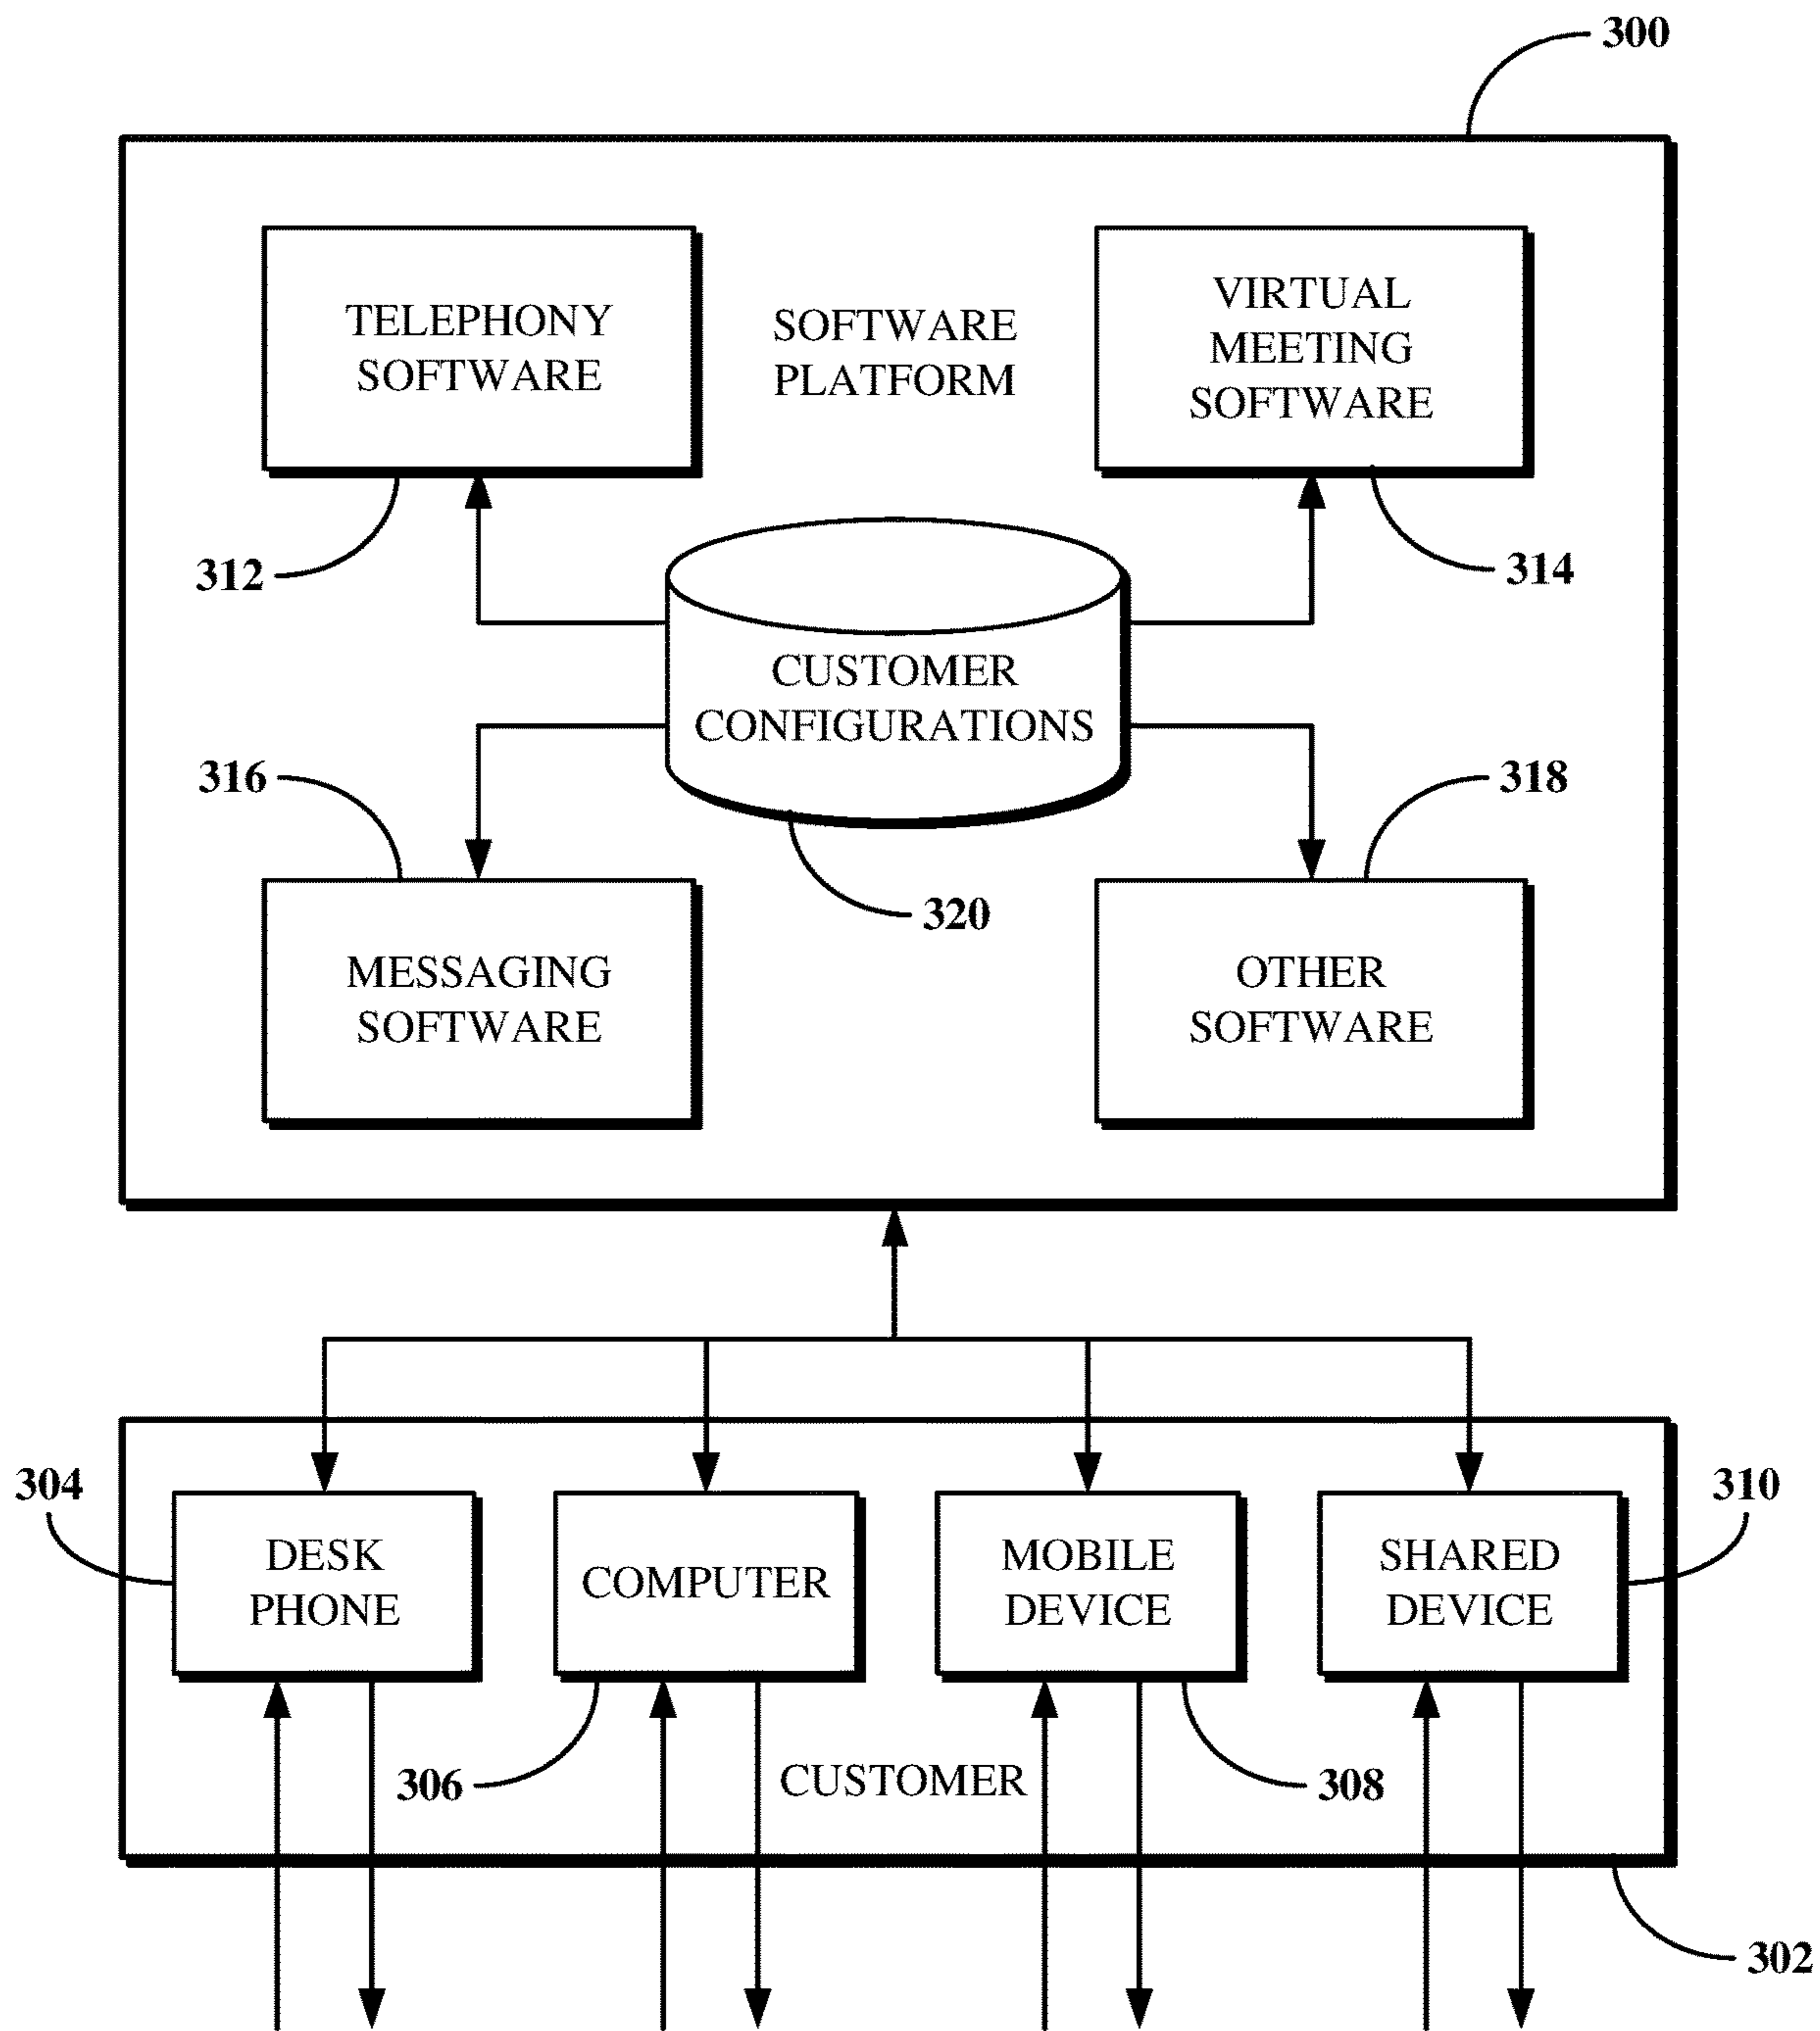 300
TELEPHONY
SOFTWARE
SOFTWARE
PLATFORM
VIRTUAL
MEETING
SOFTWARE
312
314
CUSTOMER
CONFIGURATIONS
316
318
320
MESSAGING
SOFTWARE
OTHER
SOFTWARE
304
310
DESK
PHONE
COMPUTER
MOBILE
DEVICE
SHARED
DEVICE
306
CUSTOMER
308
302